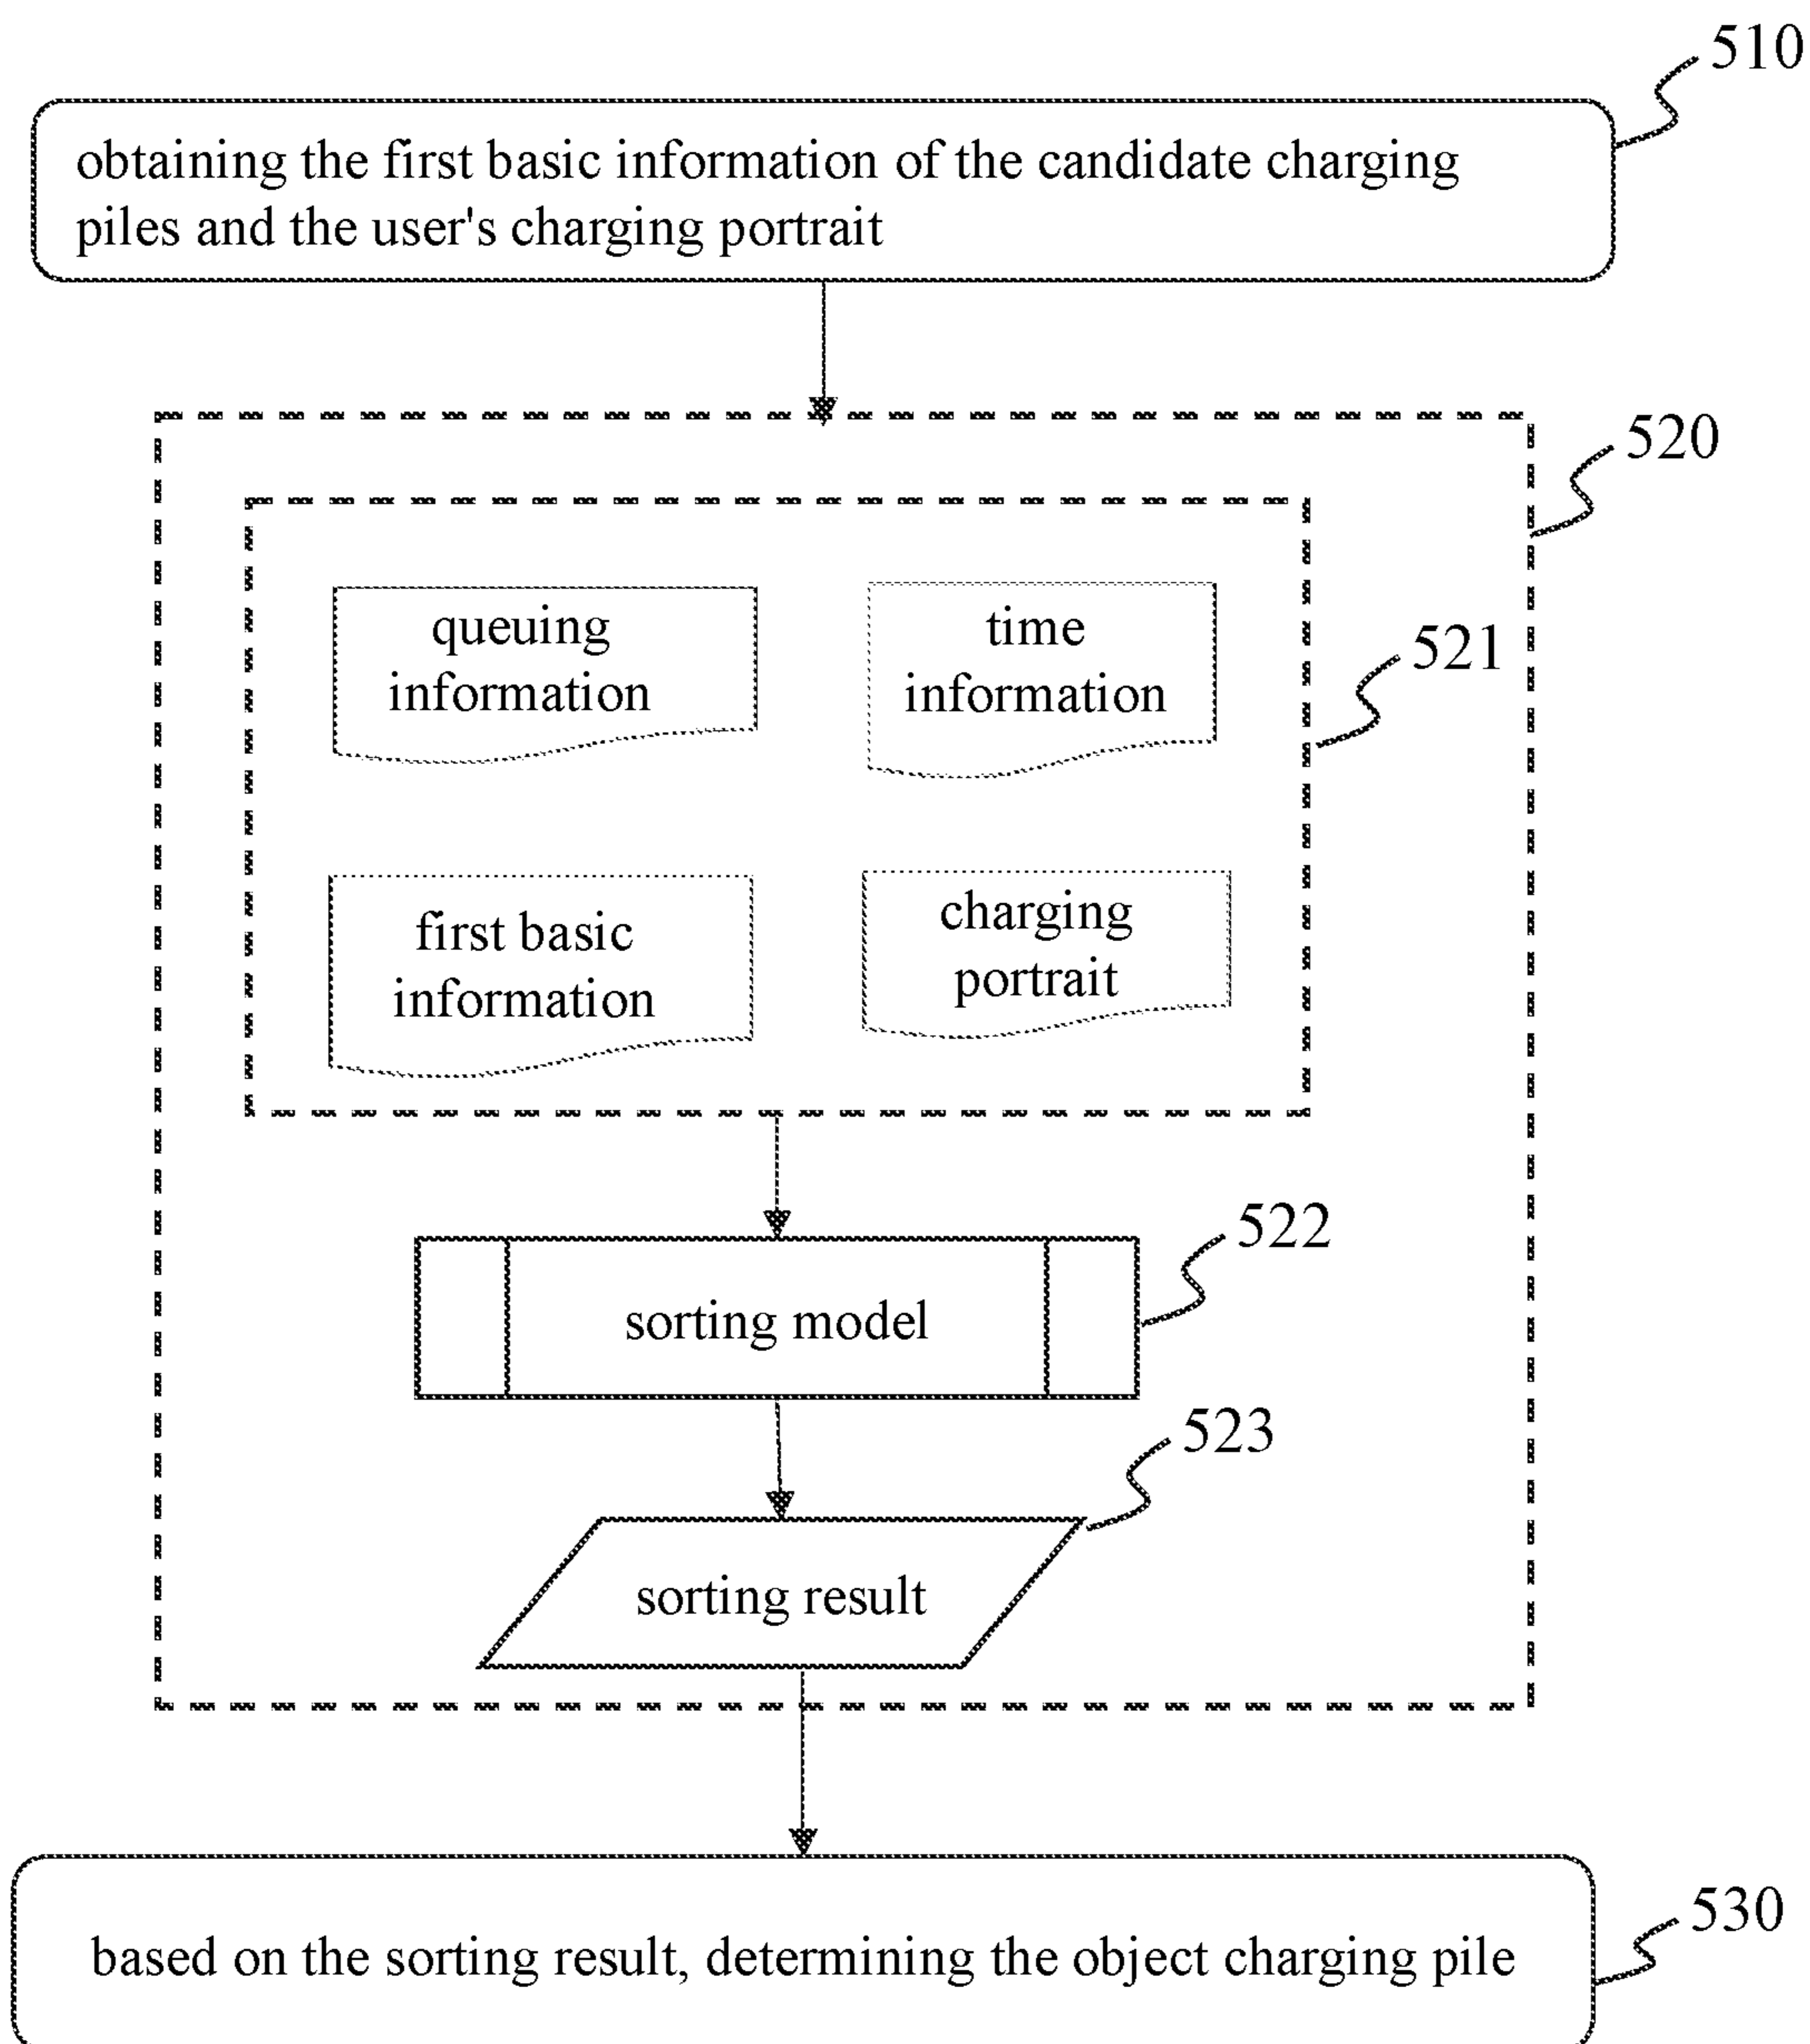 510
obtaining the first basic information of the candidate charging
piles and the user's charging portrait
520
queuing
information
time
information
521
first basic
information
charging
portrait
522
sorting model
523
sorting result
530
based on the sorting result, determining the object charging pile